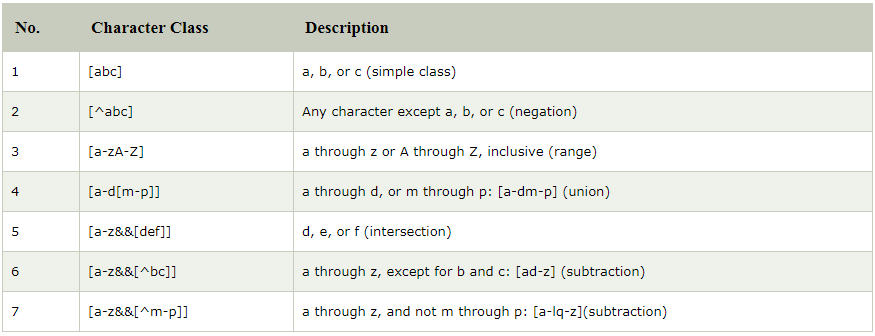 No. Character Class Description
1 [abc] a, b, or c (simple class)
2 [^abc] Any character except a, b, or c (negation)
3 [a-zA-Z] a through z or A through Z, inclusive (range)
4 [a-d[m-p]] a through d, or m through p: [a-dm-p] (union)
5 [a-z&&[def]] d, e, or f (intersection)
6 [a-z&&[^bc]] a through z, except for b and c: [ad-z] (subtraction)
7 [a-z&&[^m-p]] a through z, and not m through p: [a-lq-z](subtraction)